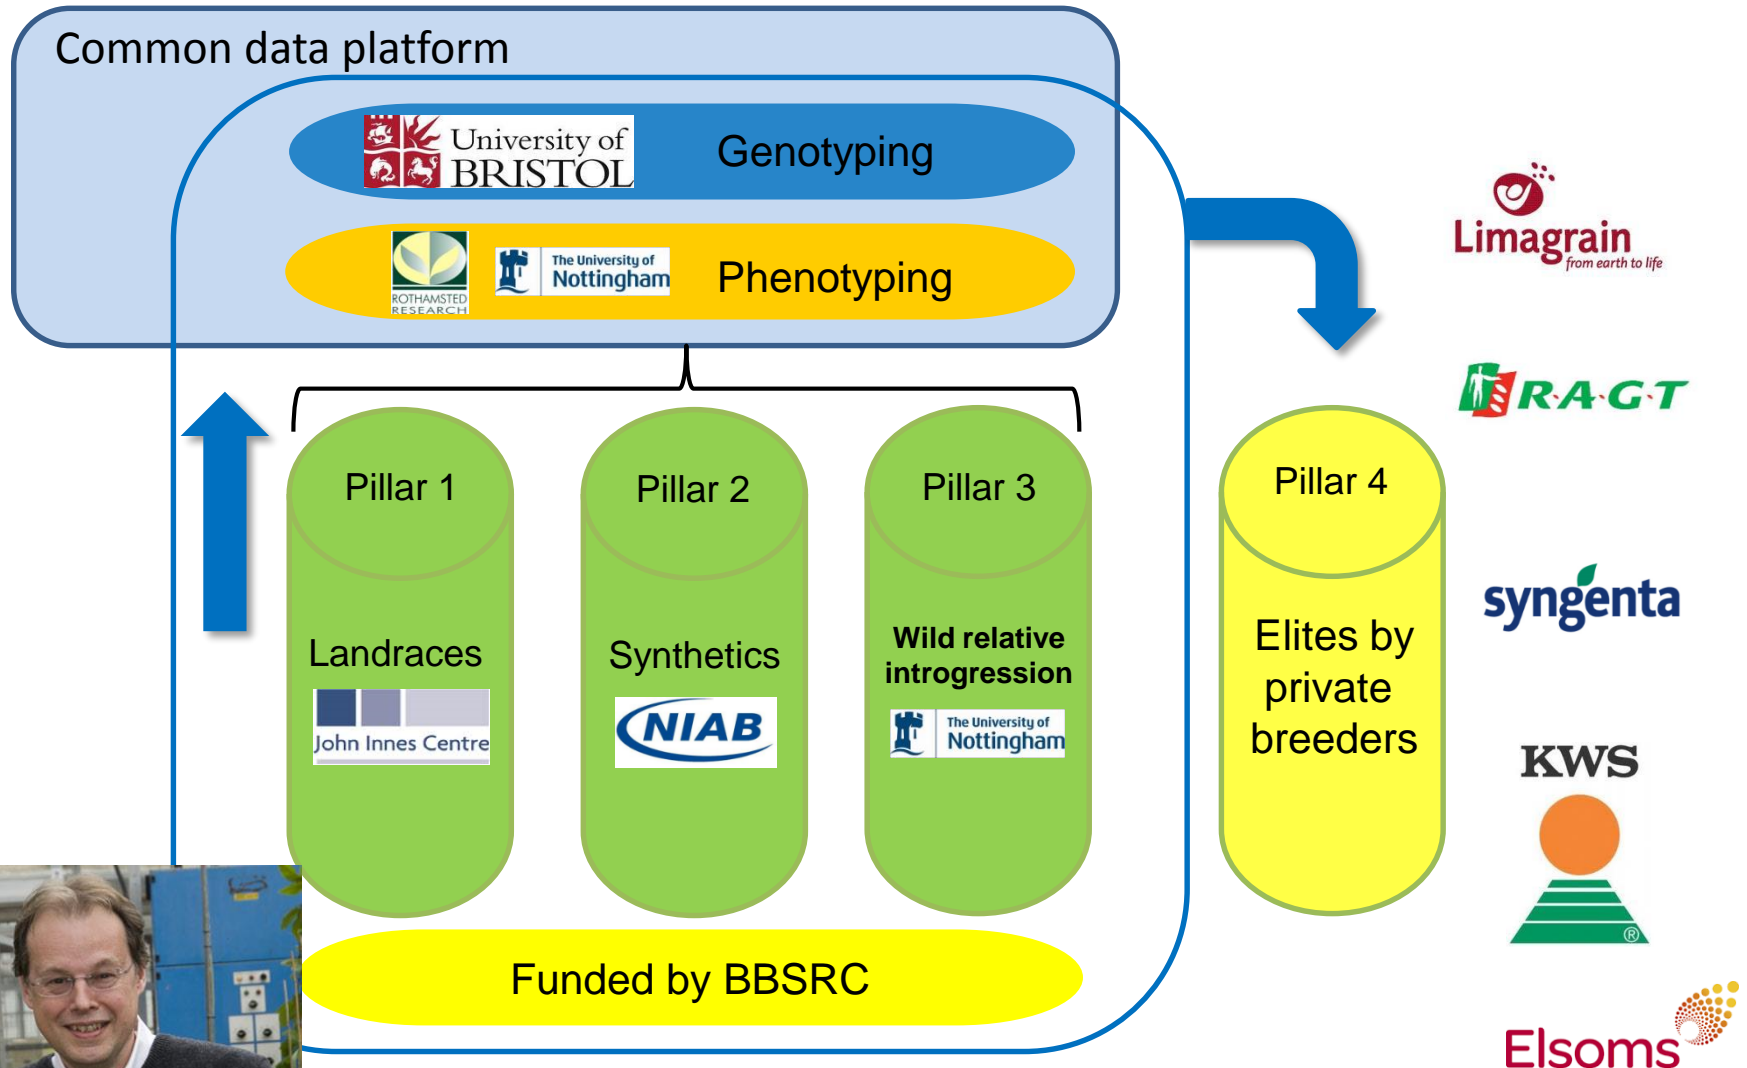 Common data platform
University of
BRISTOL
Genotyping
ROTHAMSTED
RESEARCH
The University of
Nottingham
Phenotyping
Pillar 1
Landraces
John Innes Centre
Pillar 2
Synthetics
NIAB
Pillar 3
Wild relative
introgression
The University of
Nottingham
Funded by BBSRC
Pillar 4
Elites by
private
breeders
Limagrain
from earth to life
R·A·G·T
syngenta
KWS
®
Elsoms